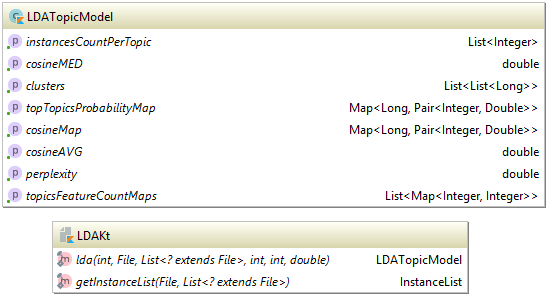 LDATopicModel
instancesCountPerTopic List<Integer>
cosineMED double
clusters List<List<Long>>
topTopicsProbabilityMap Map<Long, Pair<Integer, Double>>
cosineMap Map<Long, Pair<Integer, Double>>
cosineAVG double
perplexity double
topicsFeatureCountMaps List<Map<Integer, Integer>>
LDAKt
lda(int, File, List<? extends File>, int, int, double) LDATopicModel
getInstanceList(File, List<? extends File>) InstanceList